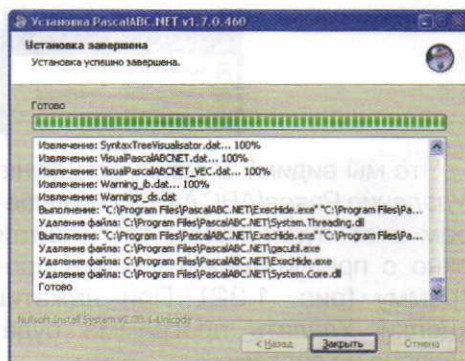 Установка PascalABC.NET v1.7.0.460
Установка завершена
Установка успешно завершена.
Готово
Извлечение: SyntaxTreeVisualisator.dat... 100%
Извлечение: VisualPascalABCNET.dat... 100%
Извлечение: VisualPascalABCNET_VEC.dat... 100%
Извлечение: Warning_ib.dat... 100%
Извлечение: Warnings_ds.dat
Выполнение: "C:\Program Files\PascalABC.NET\ExecHide.exe" "C:\Program Files\Pa...
Удаление файла: C:\Program Files\PascalABC.NET\System.Threading.dll
Выполнение: "C:\Program Files\PascalABC.NET\ExecHide.exe" "C:\Program Files\Pa...
Удаление файла: C:\Program Files\PascalABC.NET\gacutil.exe
Удаление файла: C:\Program Files\PascalABC.NET\ExecHide.exe
Удаление файла: C:\Program Files\PascalABC.NET\System.Core.dll
Готово
Nullsoft Install System
< Назад Закрыть Отмена